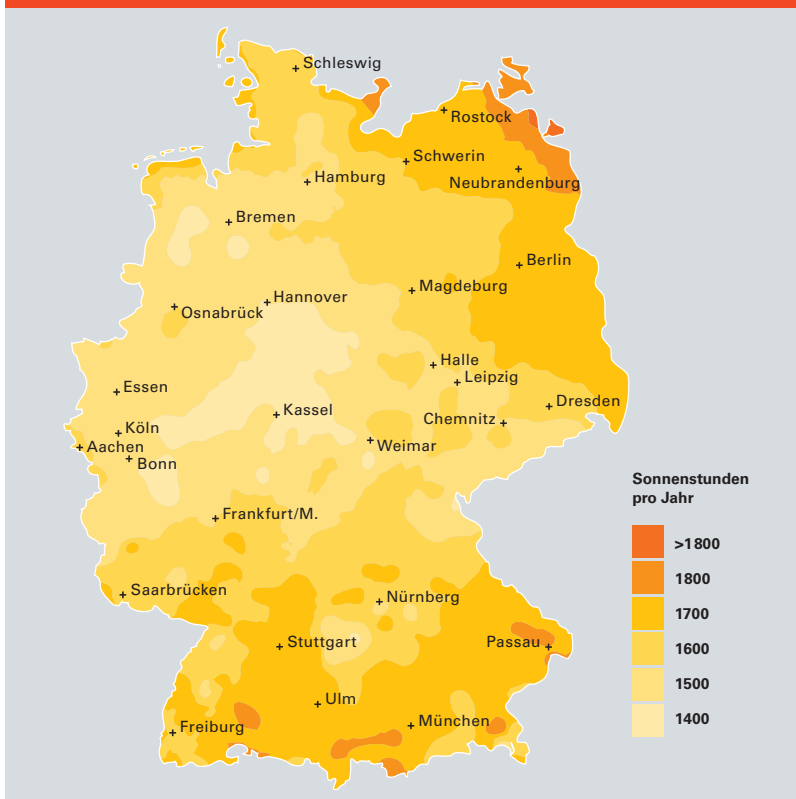 Schleswig
Rostock
Schwerin
Neubrandenburg
Hamburg
Bremen
Berlin
Magdeburg
Hannover
Osnabrück
Halle
Leipzig
Essen
Dresden
Kassel
Chemnitz
Köln
Aachen
Weimar
Bonn
Frankfurt/M.
Saarbrücken
Nürnberg
Stuttgart
Passau
Ulm
Freiburg
München
Sonnenstunden
pro Jahr
>1800
1800
1700
1600
1500
1400